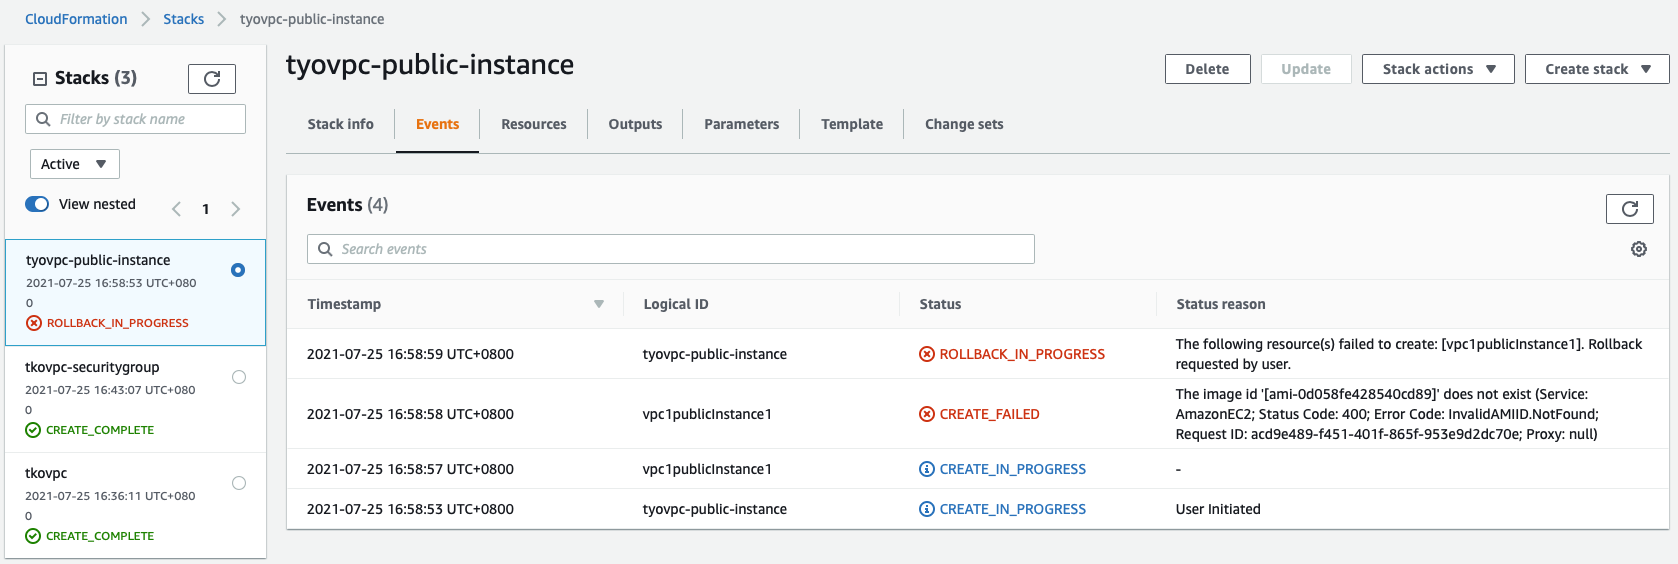 CloudFormation > Stacks > tyovpc-public-instance
Stacks (3)
Filter by stack name
Active
View nested
1
tyovpc-public-instance
2021-07-25 16:58:53 UTC+080
0
ROLLBACK_IN_PROGRESS
tkovpc-securitygroup
2021-07-25 16:43:07 UTC+080
0
CREATE_COMPLETE
tkovpc
2021-07-25 16:36:11 UTC+080
0
CREATE_COMPLETE
tyovpc-public-instance
Delete
Update
Stack actions
Create stack
Stack info
Events
Resources
Outputs
Parameters
Template
Change sets
Events (4)
Search events
Timestamp Logical ID Status Status reason
2021-07-25 16:58:59 UTC+0800 tyovpc-public-instance ROLLBACK_IN_PROGRESS
The following resource(s) failed to create: [vpc1publicInstance1]. Rollback
requested by user.
2021-07-25 16:58:58 UTC+0800 vpc1publicInstance1 CREATE_FAILED
The image id '[ami-0d058fe428540cd89]' does not exist (Service:
AmazonEC2; Status Code: 400; Error Code: InvalidAMIID.NotFound;
Request ID: acd9e489-f451-401f-865f-953e9d2dc70e; Proxy: null)
2021-07-25 16:58:57 UTC+0800 vpc1publicInstance1 CREATE_IN_PROGRESS -
2021-07-25 16:58:53 UTC+0800 tyovpc-public-instance CREATE_IN_PROGRESS User Initiated